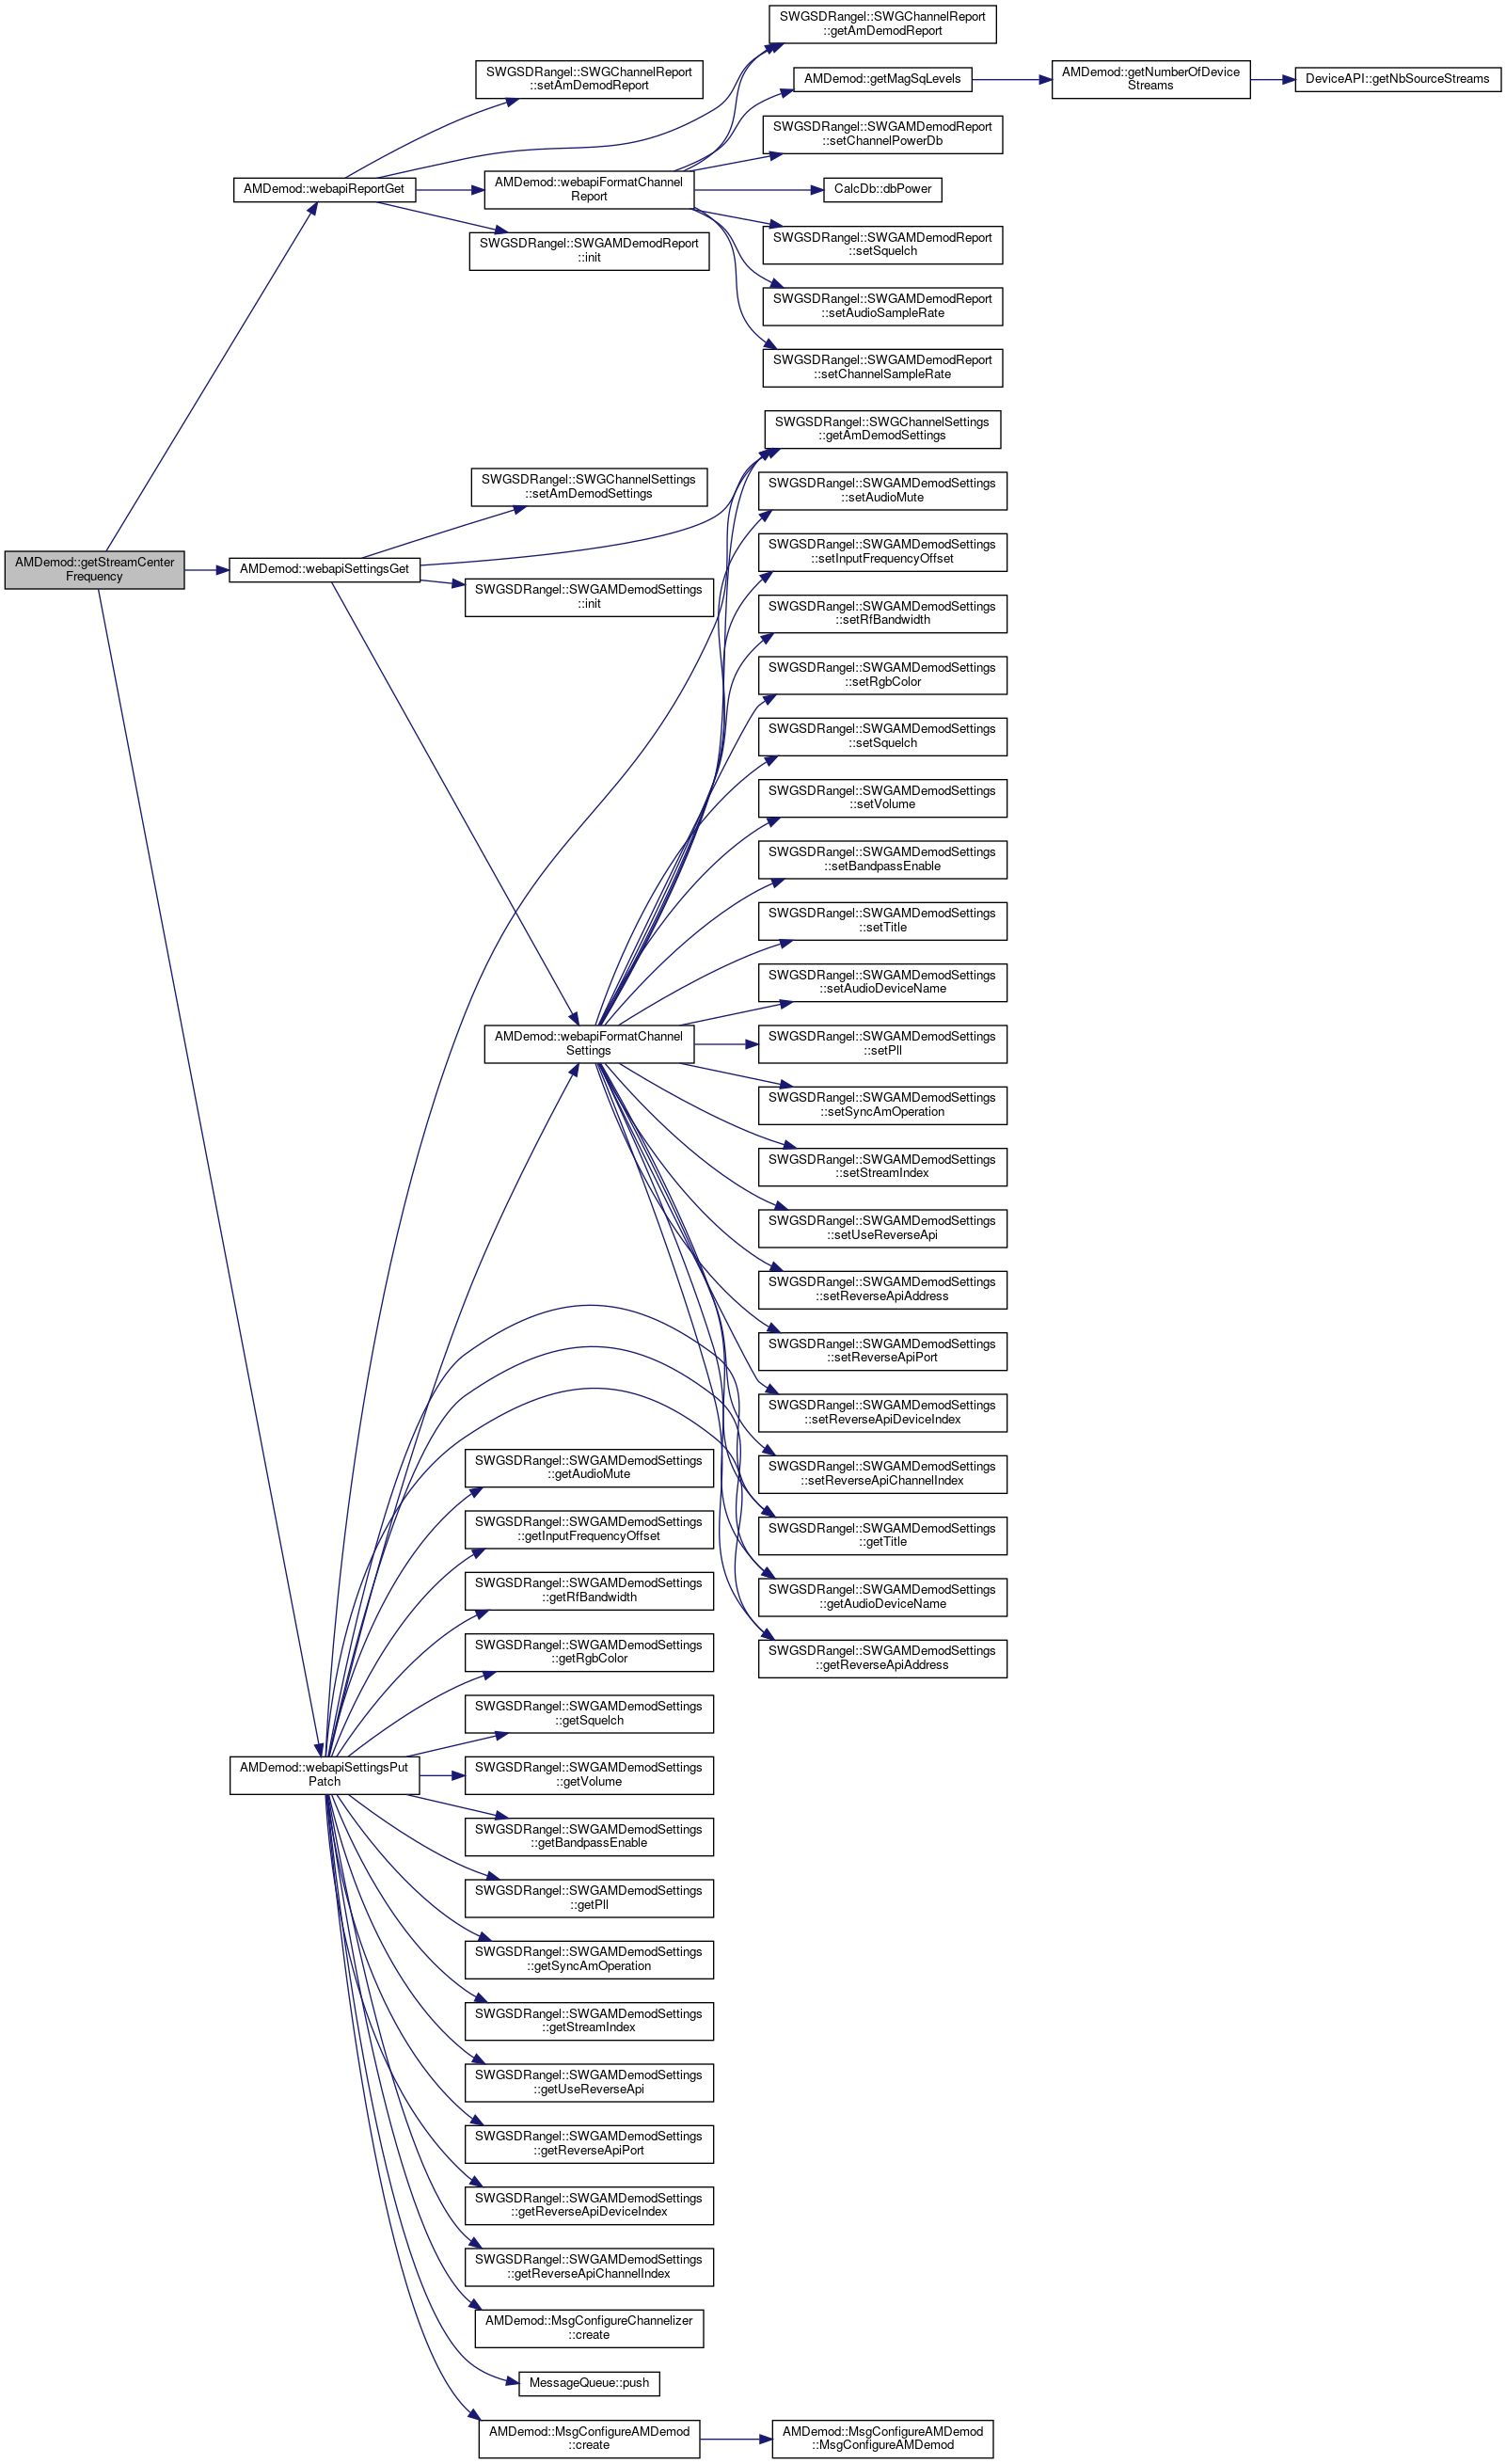 SWGSDRangel::SWGChannelReport
::getAmDemodReport
SWGSDRangel::SWGChannelReport
::setAmDemodReport
AMDemod::getMagSqLevels
AMDemod::getNumberOfDevice
Streams
DeviceAPI::getNbSourceStreams
SWGSDRangel::SWGAMDemodReport
::setChannelPowerDb
AMDemod::webapiReportGet
AMDemod::webapiFormatChannel
Report
CalcDb::dbPower
SWGSDRangel::SWGAMDemodReport
::init
SWGSDRangel::SWGAMDemodReport
::setSquelch
SWGSDRangel::SWGAMDemodReport
::setAudioSampleRate
SWGSDRangel::SWGAMDemodReport
::setChannelSampleRate
SWGSDRangel::SWGChannelSettings
::getAmDemodSettings
SWGSDRangel::SWGChannelSettings
::setAmDemodSettings
SWGSDRangel::SWGAMDemodSettings
::setAudioMute
SWGSDRangel::SWGAMDemodSettings
::setInputFrequencyOffset
AMDemod::getStreamCenter
Frequency
AMDemod::webapiSettingsGet
SWGSDRangel::SWGAMDemodSettings
::init
SWGSDRangel::SWGAMDemodSettings
::setRfBandwidth
SWGSDRangel::SWGAMDemodSettings
::setRgbColor
SWGSDRangel::SWGAMDemodSettings
::setSquelch
SWGSDRangel::SWGAMDemodSettings
::setVolume
SWGSDRangel::SWGAMDemodSettings
::setBandpassEnable
SWGSDRangel::SWGAMDemodSettings
::setTitle
SWGSDRangel::SWGAMDemodSettings
::setAudioDeviceName
AMDemod::webapiFormatChannel
Settings
SWGSDRangel::SWGAMDemodSettings
::setPll
SWGSDRangel::SWGAMDemodSettings
::setSyncAmOperation
SWGSDRangel::SWGAMDemodSettings
::setStreamIndex
SWGSDRangel::SWGAMDemodSettings
::setUseReverseApi
SWGSDRangel::SWGAMDemodSettings
::setReverseApiAddress
SWGSDRangel::SWGAMDemodSettings
::setReverseApiPort
SWGSDRangel::SWGAMDemodSettings
::setReverseApiDeviceIndex
SWGSDRangel::SWGAMDemodSettings
::setReverseApiChannelIndex
SWGSDRangel::SWGAMDemodSettings
::getTitle
SWGSDRangel::SWGAMDemodSettings
::getAudioDeviceName
SWGSDRangel::SWGAMDemodSettings
::getReverseApiAddress
SWGSDRangel::SWGAMDemodSettings
::getAudioMute
SWGSDRangel::SWGAMDemodSettings
::getInputFrequencyOffset
SWGSDRangel::SWGAMDemodSettings
::getRfBandwidth
SWGSDRangel::SWGAMDemodSettings
::getRgbColor
SWGSDRangel::SWGAMDemodSettings
::getSquelch
AMDemod::webapiSettingsPut
Patch
SWGSDRangel::SWGAMDemodSettings
::getVolume
SWGSDRangel::SWGAMDemodSettings
::getBandpassEnable
SWGSDRangel::SWGAMDemodSettings
::getPll
SWGSDRangel::SWGAMDemodSettings
::getSyncAmOperation
SWGSDRangel::SWGAMDemodSettings
::getStreamIndex
SWGSDRangel::SWGAMDemodSettings
::getUseReverseApi
SWGSDRangel::SWGAMDemodSettings
::getReverseApiPort
SWGSDRangel::SWGAMDemodSettings
::getReverseApiDeviceIndex
SWGSDRangel::SWGAMDemodSettings
::getReverseApiChannelIndex
AMDemod::MsgConfigureChannelizer
::create
MessageQueue::push
AMDemod::MsgConfigureAMDemod
::create
AMDemod::MsgConfigureAMDemod
::MsgConfigureAMDemod